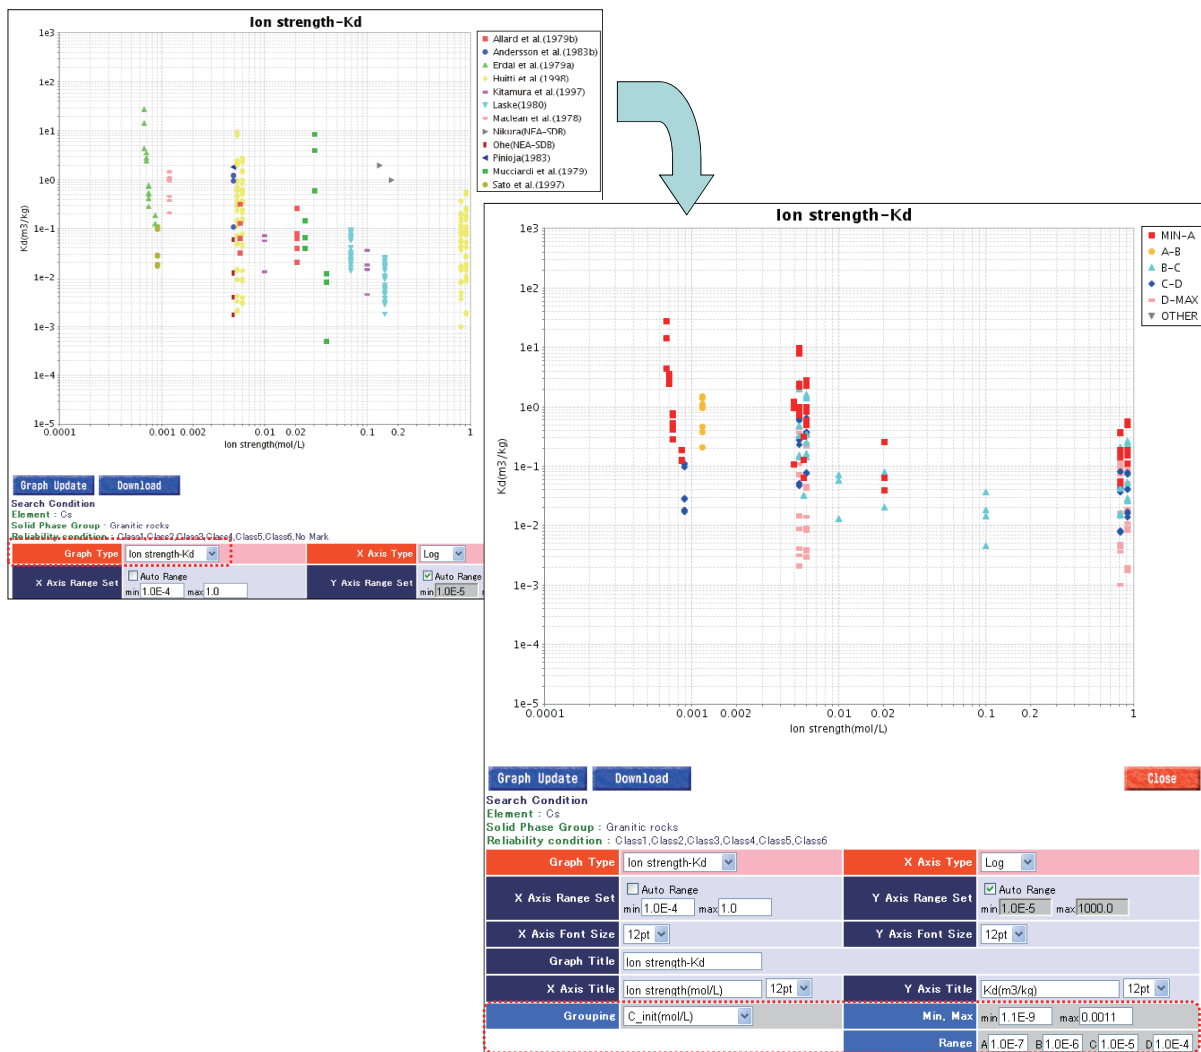 Ion strength-Kd
1e3
1e2
1e1
1e0
1e-1
1e-2
1e-3
1e-4
1e-5
Kd(m3/kg)
0.0001
0.001
0.002
0.01
0.02
0.1
0.2
1
Ion strength(mol/L)
Allard et al.(1979b)
Andersson et al.(1983b)
Erdal et al.(1979a)
Huitti et al.(1998)
Kitamura et al.(1997)
Laske(1980)
Maclean et al.(1978)
Nikura(NEA-SDB)
Ohe(NEA-SDB)
Pinioja(1983)
Mucciardi et al.(1979)
Sato et al.(1997)
Graph Update
Download
Search Condition
Element : Cs
Solid Phase Group : Granitic rocks
Reliability condition : Class1,Class2,Class3,Class4,Class5,Class6,No Mark
Graph Type Ion strength-Kd X Axis Type Log
X Axis Range Set Auto Range min 1.0E-4 max 1.0 Y Axis Range Set Auto Range min 1.0E-5
Ion strength-Kd
1e3
1e2
1e1
1e0
1e-1
1e-2
1e-3
1e-4
1e-5
Kd(m3/kg)
0.0001
0.001
0.002
0.01
0.02
0.1
0.2
1
Ion strength(mol/L)
MIN-A
A-B
B-C
C-D
D-MAX
OTHER
Graph Update
Download
Close
Search Condition
Element : Cs
Solid Phase Group : Granitic rocks
Reliability condition : Class1,Class2,Class3,Class4,Class5,Class6
Graph Type Ion strength-Kd X Axis Type Log
X Axis Range Set Auto Range min 1.0E-4 max 1.0 Y Axis Range Set Auto Range min 1.0E-5 max 1000.0
X Axis Font Size 12pt Y Axis Font Size 12pt
Graph Title Ion strength-Kd
X Axis Title Ion strength(mol/L) 12pt Y Axis Title Kd(m3/kg) 12pt
Grouping C_init(mol/L) Min, Max min 1.1E-9 max 0.0011
Range A 1.0E-7 B 1.0E-6 C 1.0E-5 D 1.0E-4